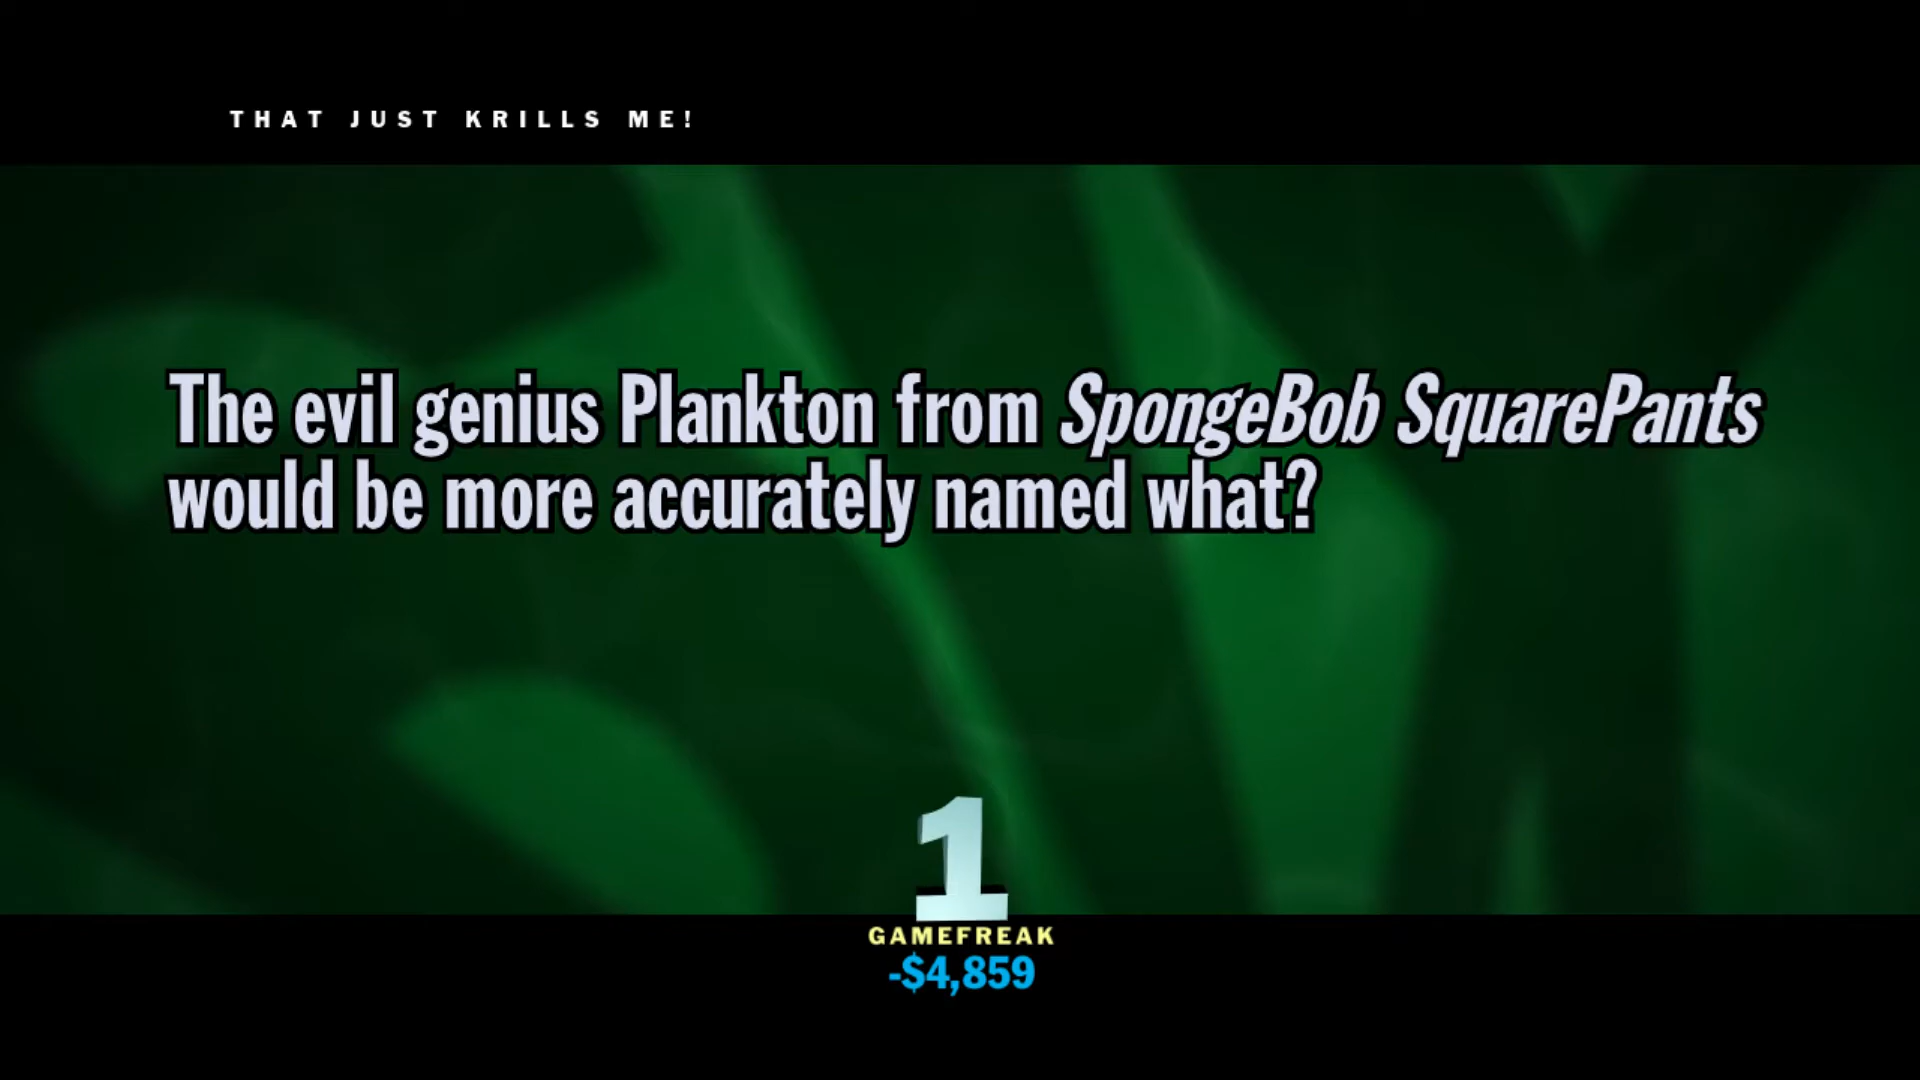 THAT JUST KRILLS ME!
The evil genius Plankton from SpongeBob SquarePants
would be more accurately named what?
1
GAMEFREAK
-$4,859